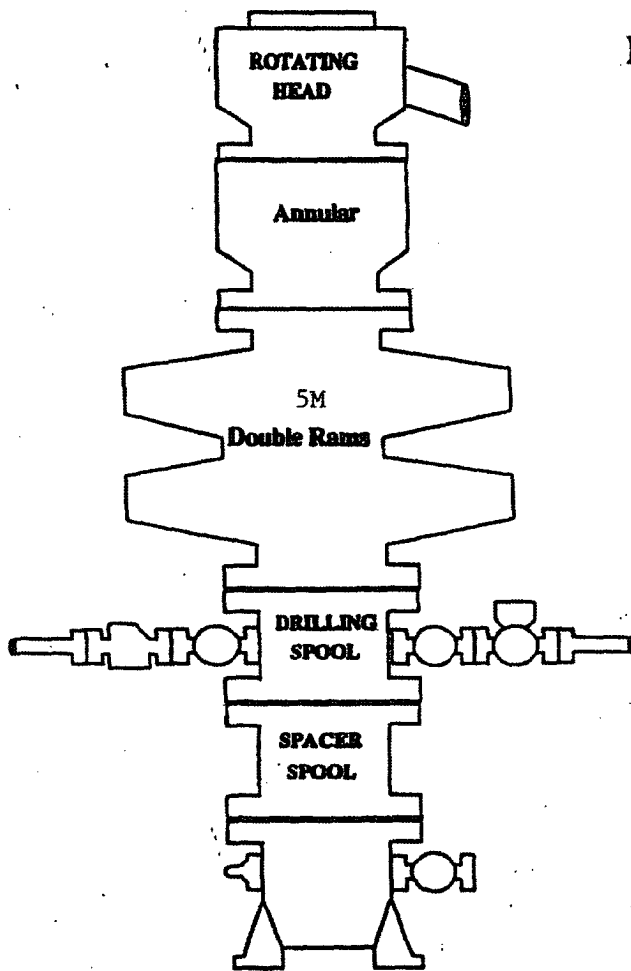 ROTATING
HEAD
Annular
5M
Double Rams
DRILLING
SPOOL
SPACER
SPOOL